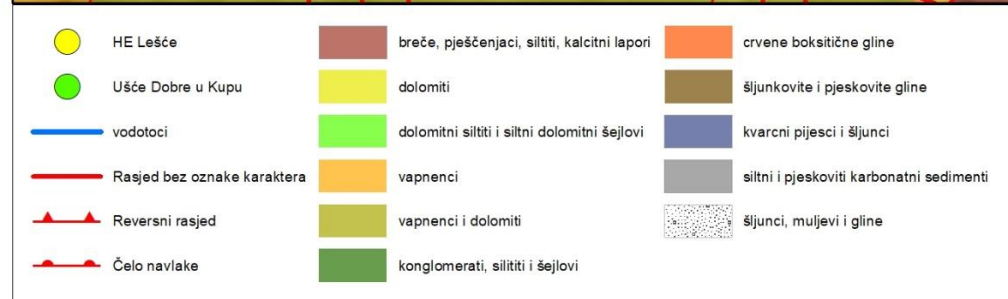 HE Lešće
Ušće Dobre u Kupu
vodotoci
Rasjed bez oznake karaktera
Reversni rasjed
Čelo navlake
breče, pješčenjaci, siltiti, kalcitni lapori
dolomiti
dolomitni siltiti i siltni dolomitni šejlovi
vapnenci
vapnenci i dolomiti
konglomerati, silititi i šejlovi
crvene boksitične gline
šljunkovite i pjeskovite gline
kvarcni pijesci i šljunci
siltni i pjeskoviti karbonatni sedimenti
šljunci, muljevi i gline